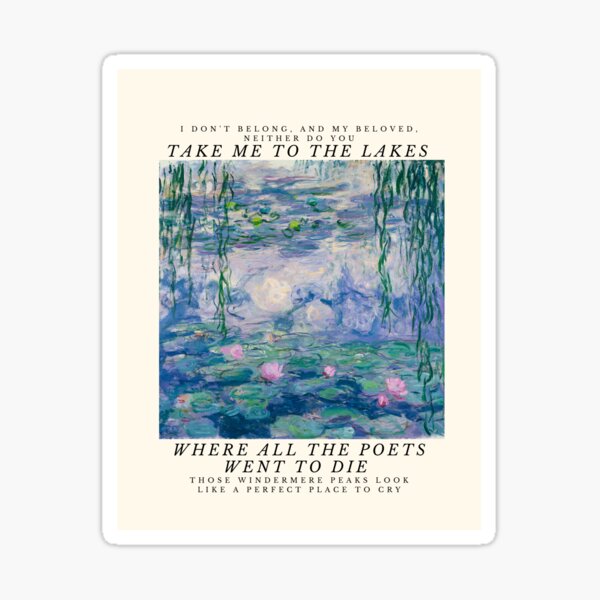 I DON'T BELONG, AND MY BELOVED,
NEITHER DO YOU
TAKE ME TO THE LAKES
WHERE ALL THE POETS
WENT TO DIE
THOSE WINDERMERE PEAKS LOOK
LIKE A PERFECT PLACE TO CRY